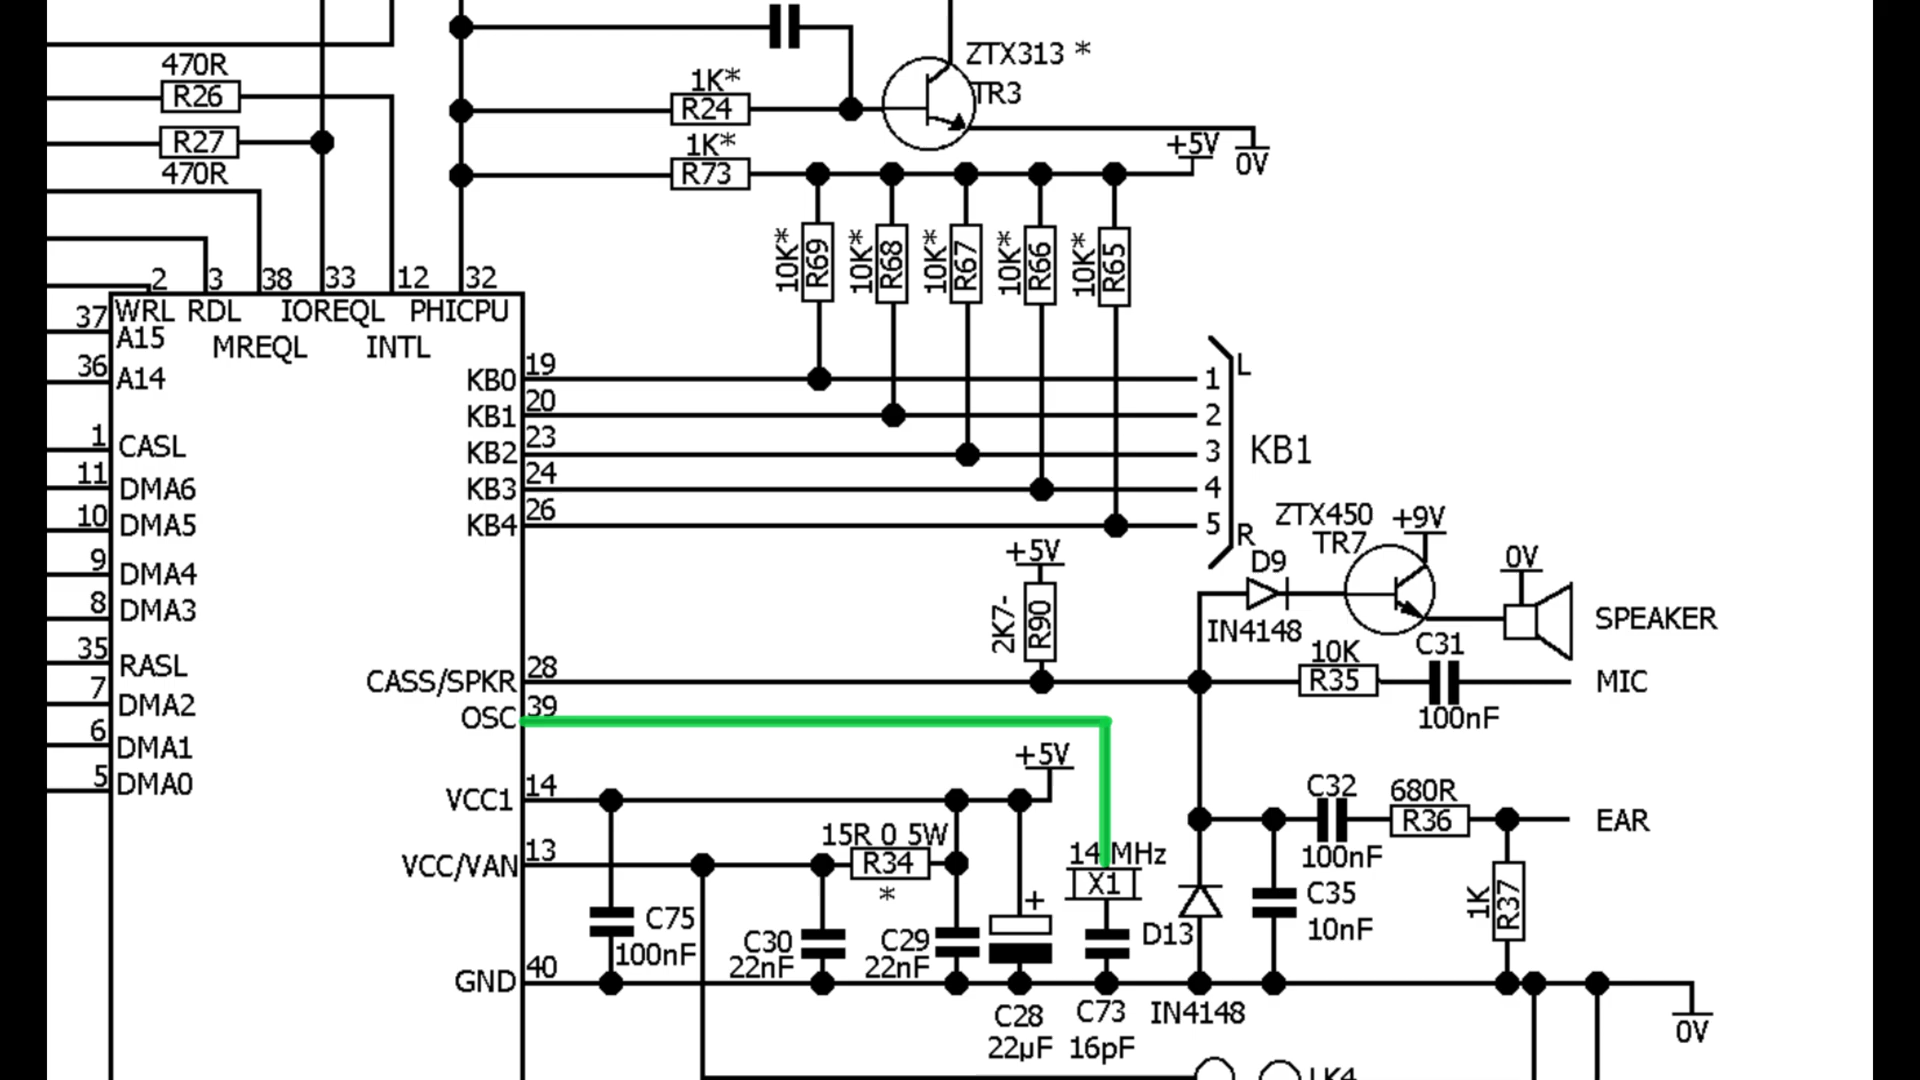 ZTX313 *
TR3
470R
R26
R27
470R
1K*
R24
1K*
R73
+5V
0V
10K*
R69
10K*
R68
10K*
R67
10K*
R66
10K*
R65
2
3
38
33
12
32
WRL
RDL
IOREQL
PHICPU
MREQL
INTL
37
A15
36
A14
1
CASL
11
DMA6
10
DMA5
9
DMA4
8
DMA3
35
RASL
7
DMA2
6
DMA1
5
DMA0
KB0
19
KB1
20
KB2
23
KB3
24
KB4
26
1
2
3
4
5
L
R
KB1
+5V
2K7-
R90
ZTX450
TR7
+9V
D9
IN4148
0V
SPEAKER
CASS/SPKR
28
10K
R35
C31
100nF
MIC
OSC
39
VCC1
14
+5V
VCC/VAN
13
15R 0 5W
R34
*
14 MHz
X1
C32
100nF
680R
R36
EAR
C75
100nF
C30
22nF
C29
22nF
+
C28
22µF
C73
16pF
D13
IN4148
C35
10nF
1K
R37
GND
40
0V